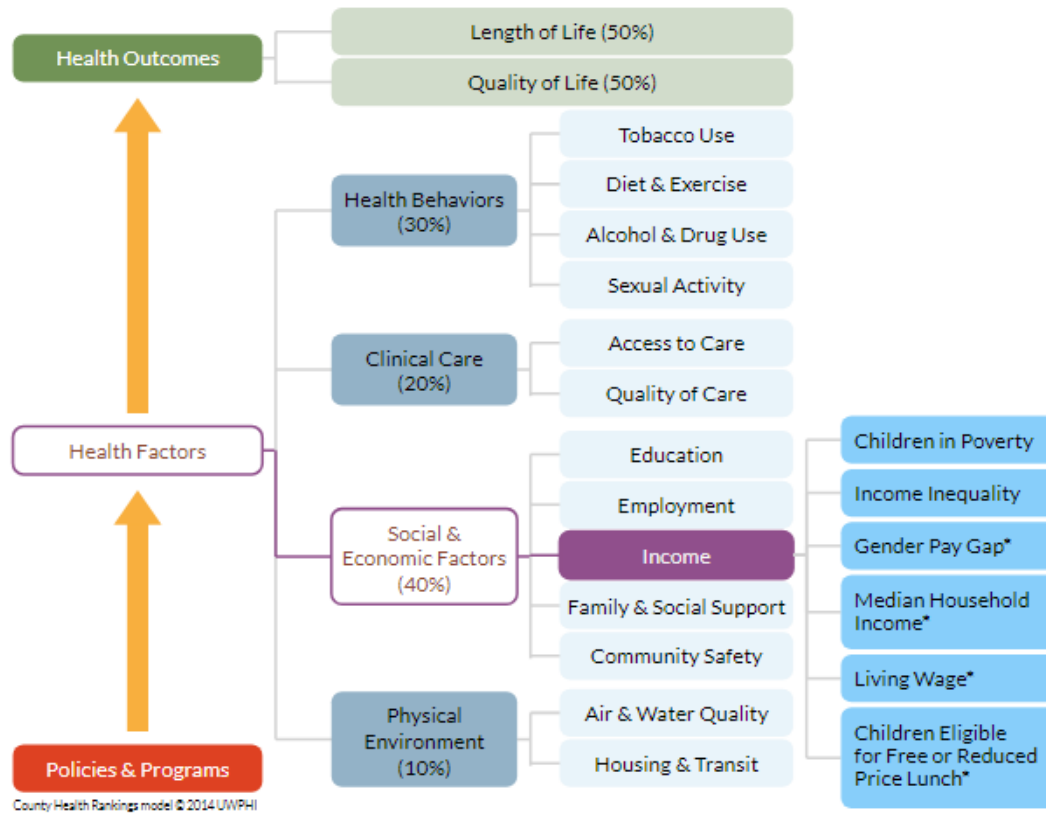 Health Outcomes
Length of Life (50%)
Quality of Life (50%)
Health Behaviors
(30%)
Tobacco Use
Diet & Exercise
Alcohol & Drug Use
Sexual Activity
Clinical Care
(20%)
Access to Care
Quality of Care
Health Factors
Social &
Economic Factors
(40%)
Education
Employment
Income
Family & Social Support
Community Safety
Children in Poverty
Income Inequality
Gender Pay Gap*
Median Household
Income*
Living Wage*
Children Eligible
for Free or Reduced
Price Lunch*
Physical
Environment
(10%)
Air & Water Quality
Housing & Transit
Policies & Programs
County Health Rankings model © 2014 UWPHI